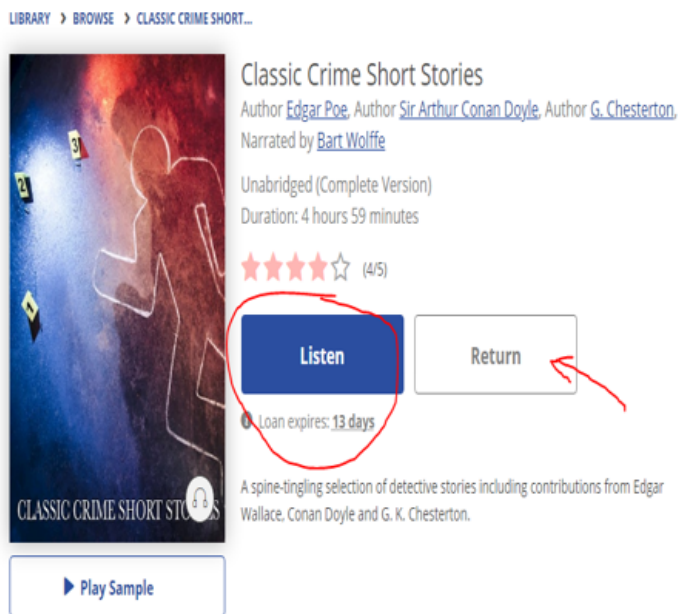 LIBRARY > BROWSE > CLASSIC CRIME SHORT...
Classic Crime Short Stories
Author Edgar Poe, Author Sir Arthur Conan Doyle, Author G. Chesterton,
Narrated by Bart Wolffe
Unabridged (Complete Version)
Duration: 4 hours 59 minutes
(4/5)
3
2
1
Listen
Return
Loan expires: 13 days
A spine-tingling selection of detective stories including contributions from Edgar
Wallace, Conan Doyle and G. K. Chesterton.
CLASSIC CRIME SHORT STORIES
Play Sample